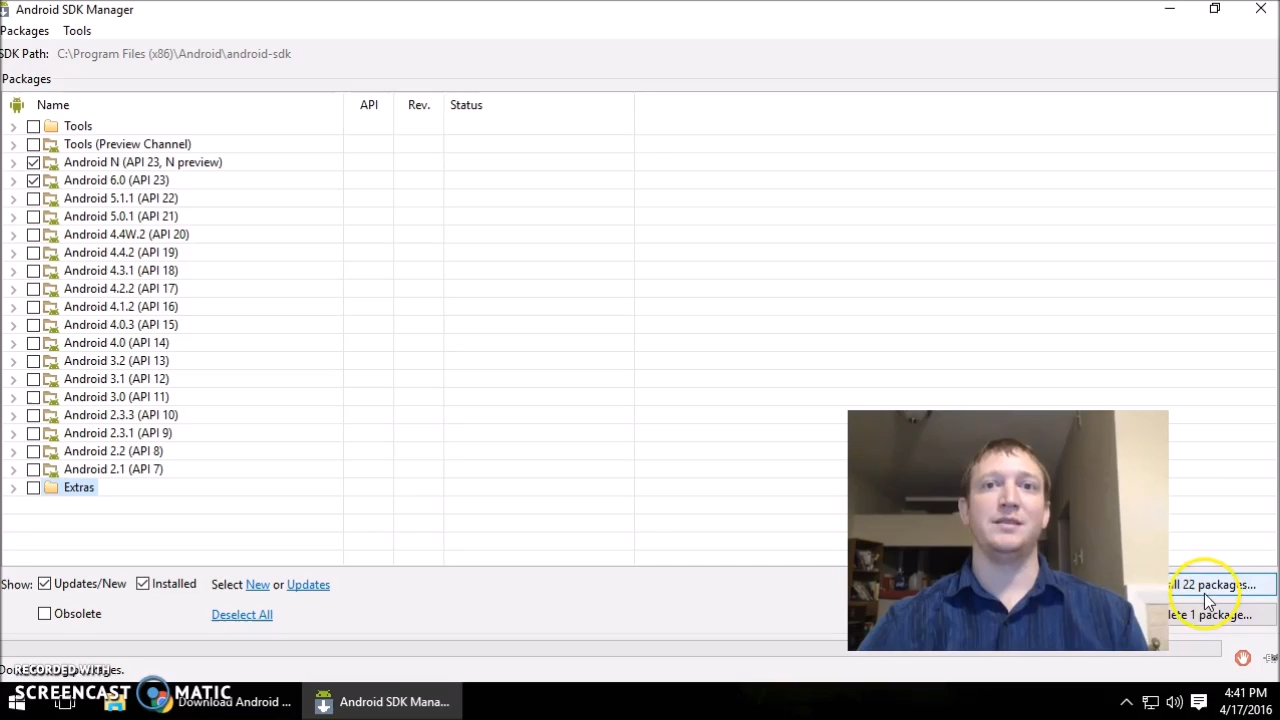 Android SDK Manager
Packages Tools
SDK Path: C:\Program Files (x86)\Android\android-sdk
Packages
Name API Rev. Status
Tools
Tools (Preview Channel)
Android N (API 23, N preview)
Android 6.0 (API 23)
Android 5.1.1 (API 22)
Android 5.0.1 (API 21)
Android 4.4W.2 (API 20)
Android 4.4.2 (API 19)
Android 4.3.1 (API 18)
Android 4.2.2 (API 17)
Android 4.1.2 (API 16)
Android 4.0.3 (API 15)
Android 4.0 (API 14)
Android 3.2 (API 13)
Android 3.1 (API 12)
Android 3.0 (API 11)
Android 2.3.3 (API 10)
Android 2.3.1 (API 9)
Android 2.2 (API 8)
Android 2.1 (API 7)
Extras
Show: Updates/New Installed Select New or Updates
ll 22 packages...
Obsolete Deselect All
lete 1 package...
RECORDED WITH
SCREENCAST MATIC
Download Android ...
Android SDK Mana...
4:41 PM
4/17/2016